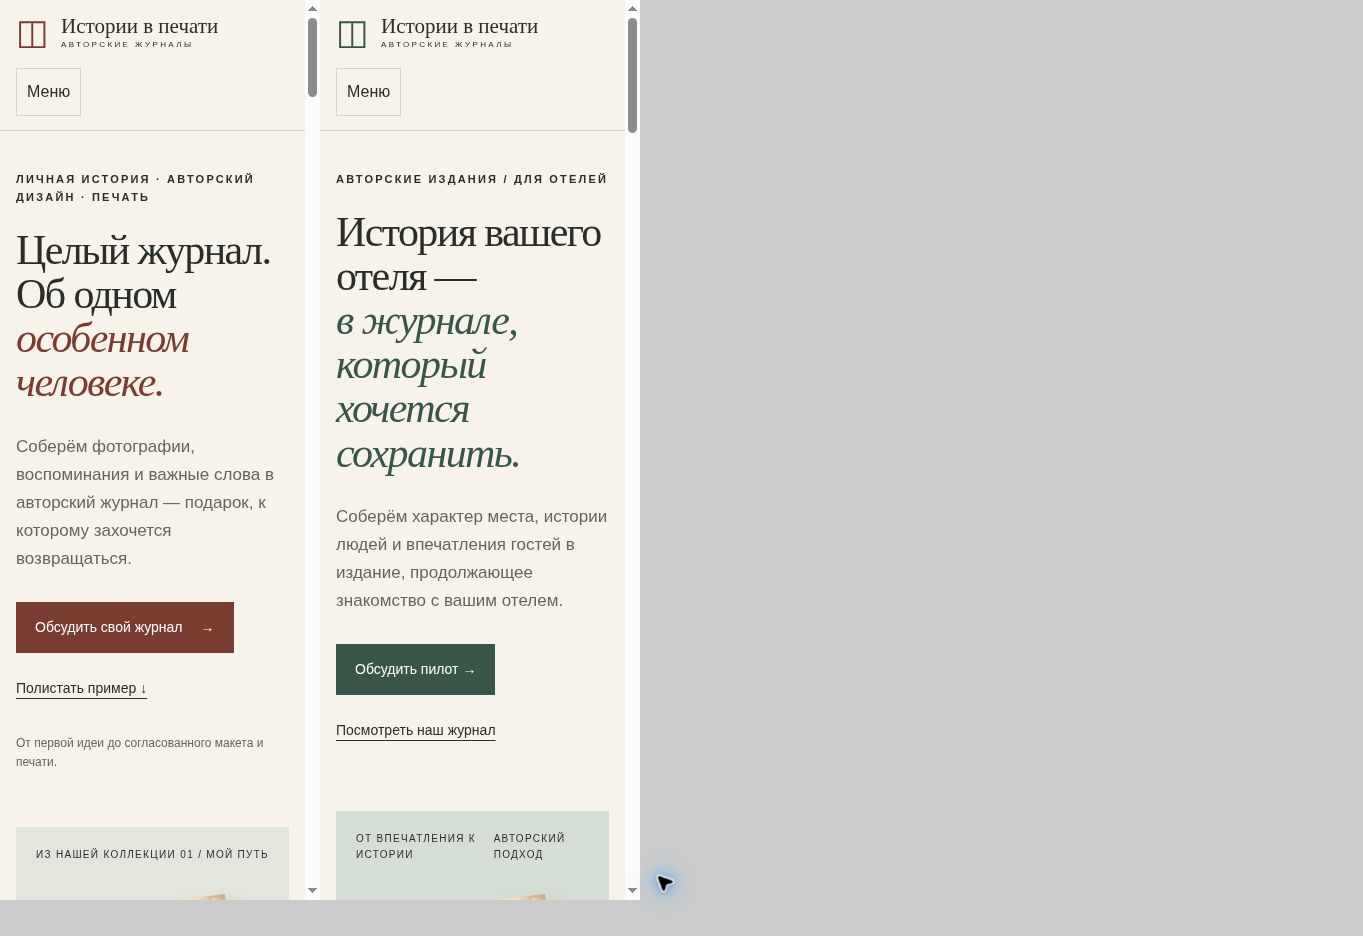 Истории в печати
АВТОРСКИЕ ЖУРНАЛЫ
Меню
ЛИЧНАЯ ИСТОРИЯ · АВТОРСКИЙ
ДИЗАЙН · ПЕЧАТЬ
Целый журнал.
Об одном
особенном
человеке.
Соберём фотографии,
воспоминания и важные слова в
авторский журнал — подарок, к
которому захочется
возвращаться.
Обсудить свой журнал →
Полистать пример ↓
От первой идеи до согласованного макета и
печати.
ИЗ НАШЕЙ КОЛЛЕКЦИИ 01 / МОЙ ПУТЬ
Истории в печати
АВТОРСКИЕ ЖУРНАЛЫ
Меню
АВТОРСКИЕ ИЗДАНИЯ / ДЛЯ ОТЕЛЕЙ
История вашего
отеля —
в журнале,
который
хочется
сохранить.
Соберём характер места, истории
людей и впечатления гостей в
издание, продолжающее
знакомство с вашим отелем.
Обсудить пилот →
Посмотреть наш журнал
ОТ ВПЕЧАТЛЕНИЯ К
ИСТОРИИ
АВТОРСКИЙ
ПОДХОД